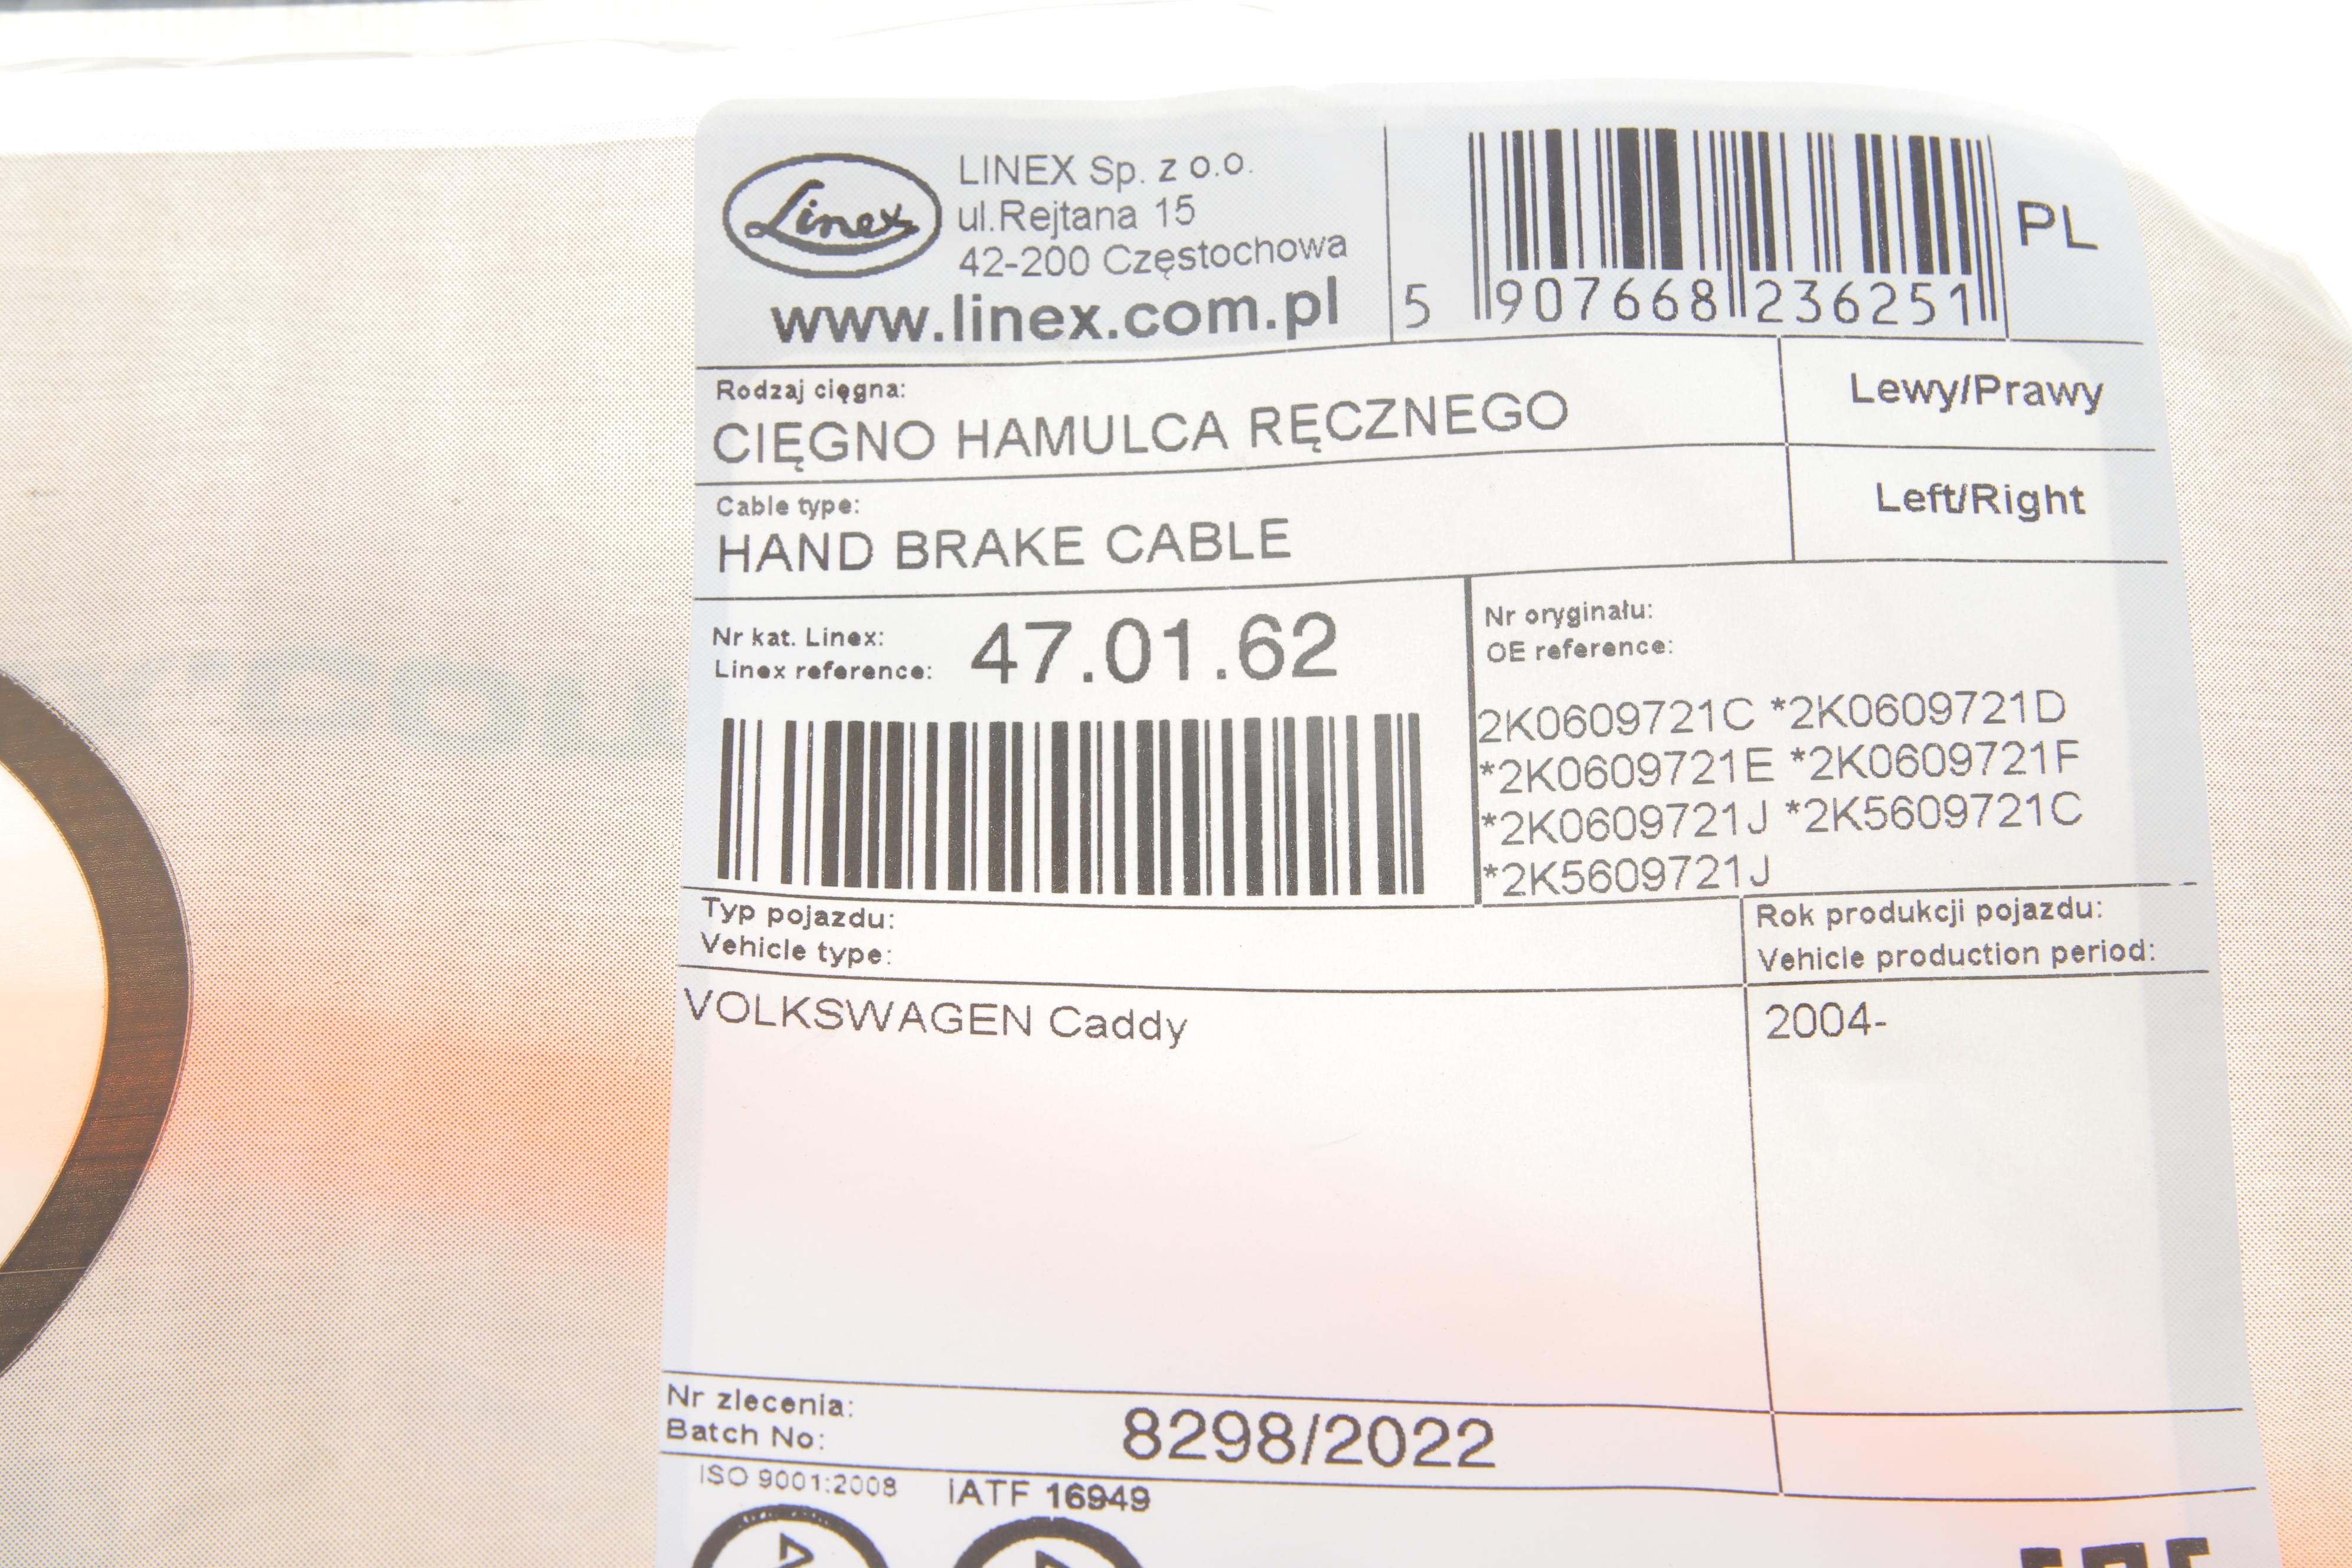 Linex
LINEX Sp. z o.o.
ul.Rejtana 15
42-200 Częstochowa
www.linex.com.pl
5 907668 236251
PL
Rodzaj cięgna:
CIĘGNO HAMULCA RĘCZNEGO
Lewy/Prawy
Cable type:
HAND BRAKE CABLE
Left/Right
Nr kat. Linex:
Linex reference:
47.01.62
Nr oryginału:
OE reference:
2K0609721C *2K0609721D
*2K0609721E *2K0609721F
*2K0609721J *2K5609721C
*2K5609721J
Typ pojazdu:
Vehicle type:
Rok produkcji pojazdu:
Vehicle production period:
VOLKSWAGEN Caddy
2004-
Nr zlecenia:
Batch No:
8298/2022
ISO 9001:2008
iATF 16949